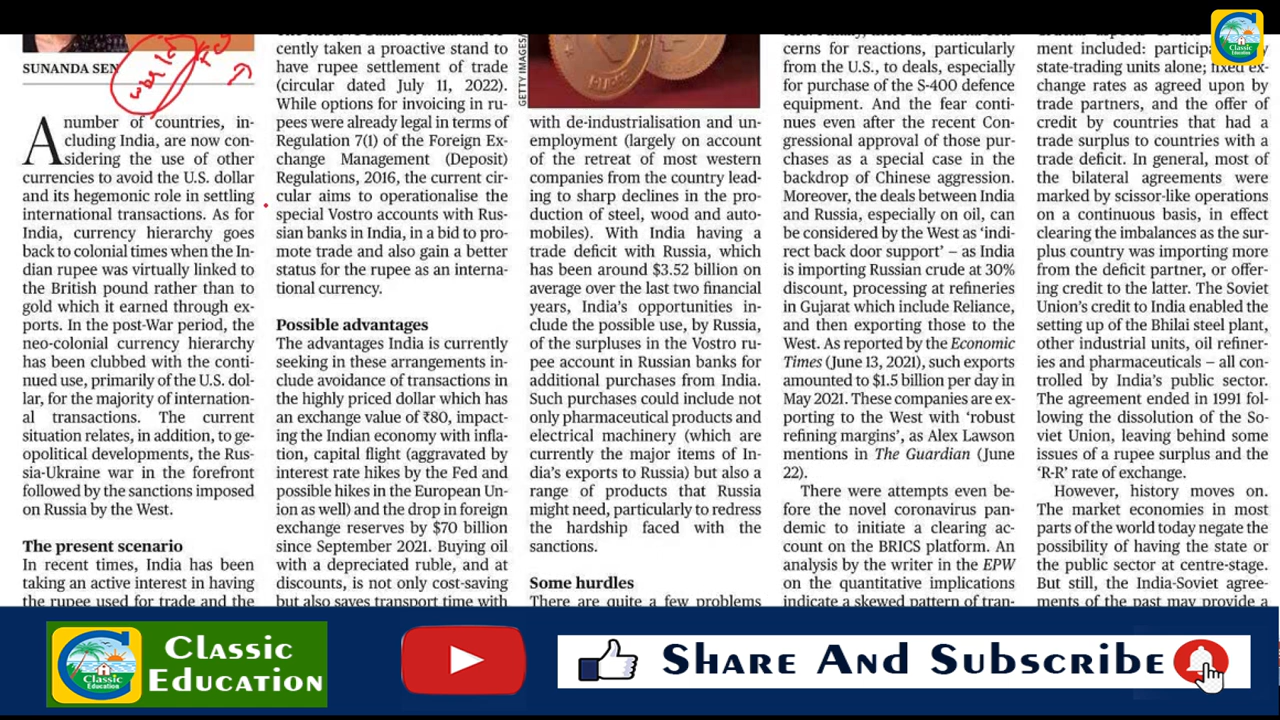 SUNANDA SEN
A number of countries, in-
cluding India, are now con-
sidering the use of other
currencies to avoid the U.S. dollar
and its hegemonic role in settling
international transactions. As for
India, currency hierarchy goes
back to colonial times when the In-
dian rupee was virtually linked to
the British pound rather than to
gold which it earned through ex-
ports. In the post-War period, the
neo-colonial currency hierarchy
has been clubbed with the conti-
nued use, primarily of the U.S. dol-
lar, for the majority of internation-
al transactions. The current
situation relates, in addition, to ge-
opolitical developments, the Rus-
sia-Ukraine war in the forefront
followed by the sanctions imposed
on Russia by the West.
The present scenario
In recent times, India has been
taking an active interest in having
the rupee used for trade and the
cently taken a proactive stand to
have rupee settlement of trade
(circular dated July 11, 2022).
While options for invoicing in ru-
pees were already legal in terms of
Regulation 7(1) of the Foreign Ex-
change Management (Deposit)
Regulations, 2016, the current cir-
cular aims to operationalise the
special Vostro accounts with Rus-
sian banks in India, in a bid to pro-
mote trade and also gain a better
status for the rupee as an interna-
tional currency.
Possible advantages
The advantages India is currently
seeking in these arrangements in-
clude avoidance of transactions in
the highly priced dollar which has
an exchange value of ₹80, impact-
ing the Indian economy with infla-
tion, capital flight (aggravated by
interest rate hikes by the Fed and
possible hikes in the European Un-
ion as well) and the drop in foreign
exchange reserves by $70 billion
since September 2021. Buying oil
with a depreciated ruble, and at
discounts, is not only cost-saving
but also saves transport time with
GETTY IMAGES/
with de-industrialisation and un-
employment (largely on account
of the retreat of most western
companies from the country lead-
ing to sharp declines in the pro-
duction of steel, wood and auto-
mobiles). With India having a
trade deficit with Russia, which
has been around $3.52 billion on
average over the last two financial
years, India's opportunities in-
clude the possible use, by Russia,
of the surpluses in the Vostro ru-
pee account in Russian banks for
additional purchases from India.
Such purchases could include not
only pharmaceutical products and
electrical machinery (which are
currently the major items of In-
dia's exports to Russia) but also a
range of products that Russia
might need, particularly to redress
the hardship faced with the
sanctions.
Some hurdles
There are quite a few problems
cerns for reactions, particularly
from the U.S., to deals, especially
for purchase of the S-400 defence
equipment. And the fear conti-
nues even after the recent Con-
gressional approval of those pur-
chases as a special case in the
backdrop of Chinese aggression.
Moreover, the deals between India
and Russia, especially on oil, can
be considered by the West as 'indi-
rect back door support' – as India
is importing Russian crude at 30%
discount, processing at refineries
in Gujarat which include Reliance,
and then exporting those to the
West. As reported by the Economic
Times (June 13, 2021), such exports
amounted to $1.5 billion per day in
May 2021. These companies are ex-
porting to the West with 'robust
refining margins', as Alex Lawson
mentions in The Guardian (June
22).
There were attempts even be-
fore the novel coronavirus pan-
demic to initiate a clearing ac-
count on the BRICS platform. An
analysis by the writer in the EPW
on the quantitative implications
indicate a skewed pattern of tran-
ment included:
state-trading units alone; fixed ex-
change rates as agreed upon by
trade partners, and the offer of
credit by countries that had a
trade surplus to countries with a
trade deficit. In general, most of
the bilateral agreements were
marked by scissor-like operations
on a continuous basis, in effect
clearing the imbalances as the sur-
plus country was importing more
from the deficit partner, or offer-
ing credit to the latter. The Soviet
Union's credit to India enabled the
setting up of the Bhilai steel plant,
other industrial units, oil refiner-
ies and pharmaceuticals – all con-
trolled by India's public sector.
The agreement ended in 1991 fol-
lowing the dissolution of the So-
viet Union, leaving behind some
issues of a rupee surplus and the
'R-R' rate of exchange.
However, history moves on.
The market economies in most
parts of the world today negate the
possibility of having the state or
the public sector at centre-stage.
But still, the India-Soviet agree-
ments of the past may provide a
Classic
Education
Classic
Education
CLASSIC
EDUCATION
SHARE AND SUBSCRIBE